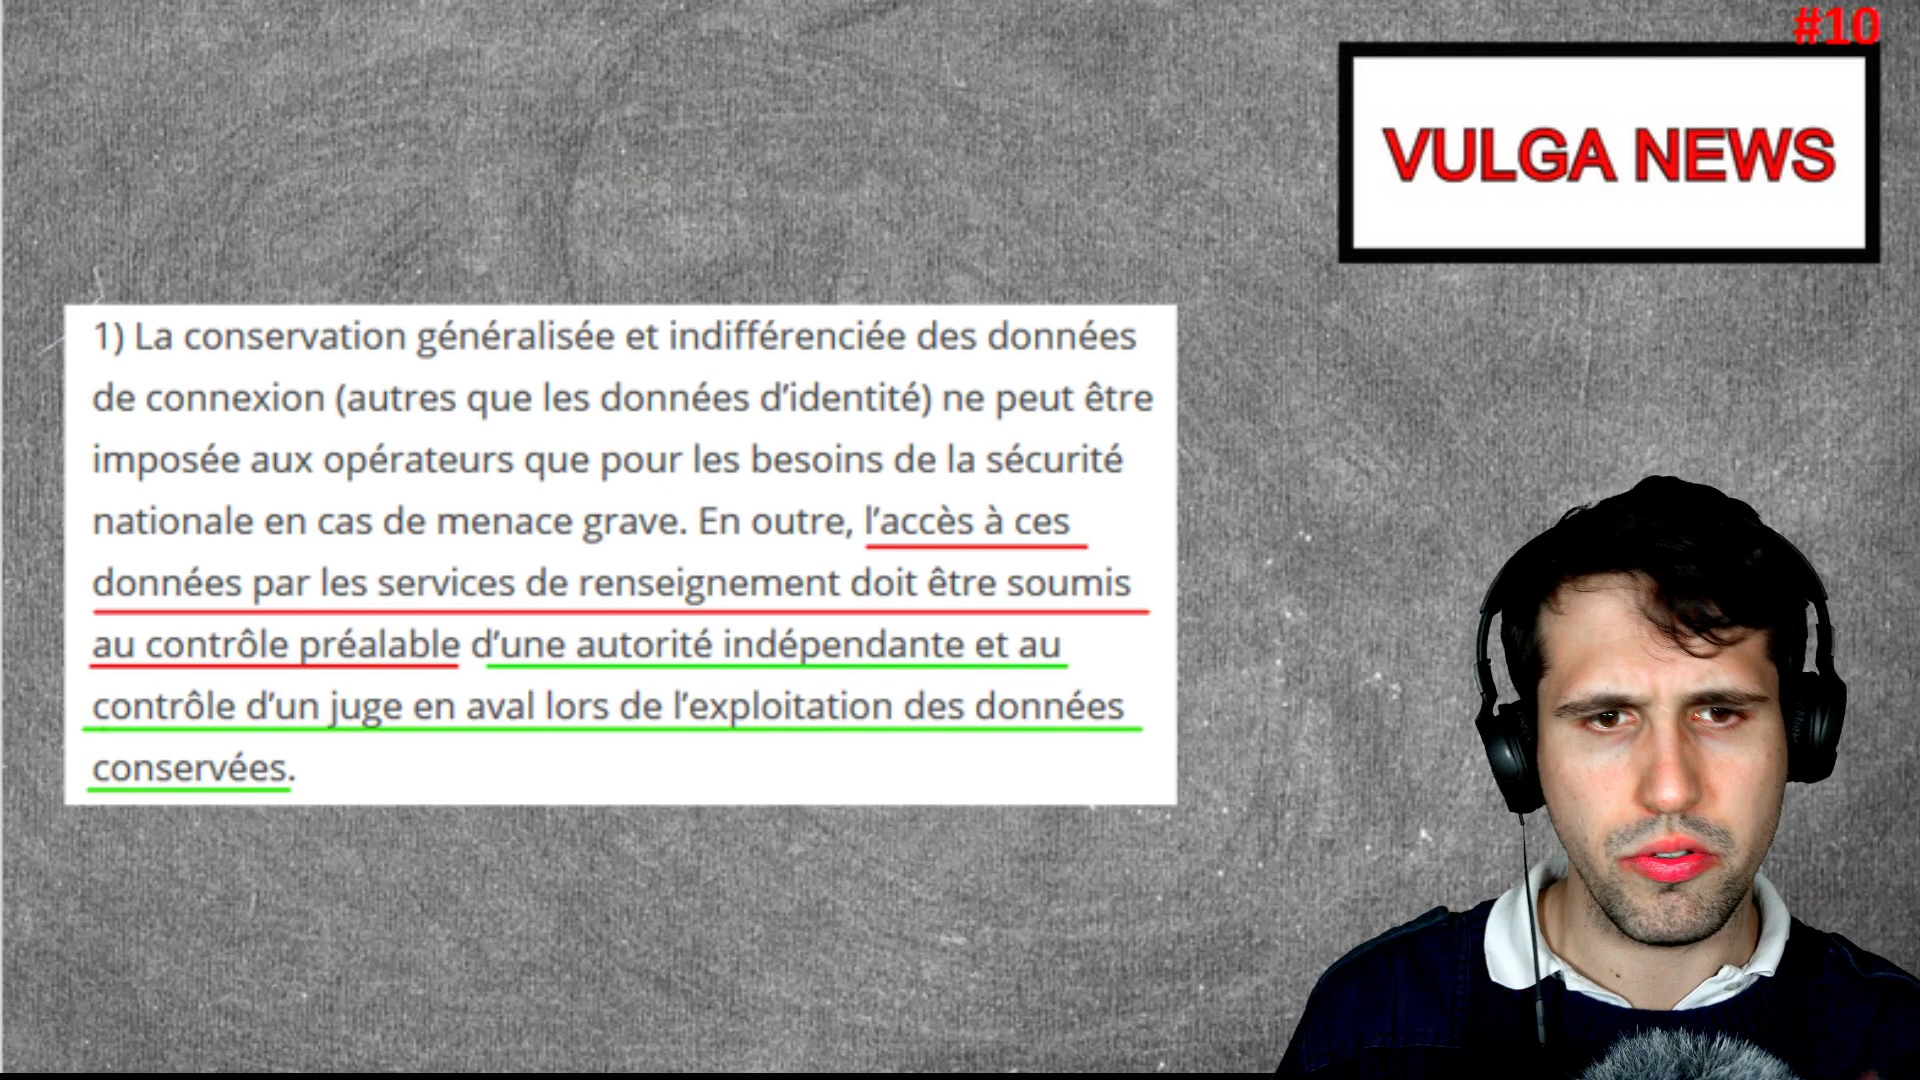 #10
VULGA NEWS
1) La conservation généralisée et indifférenciée des données
de connexion (autres que les données d’identité) ne peut être
imposée aux opérateurs que pour les besoins de la sécurité
nationale en cas de menace grave. En outre, l’accès à ces
données par les services de renseignement doit être soumis
au contrôle préalable d’une autorité indépendante et au
contrôle d’un juge en aval lors de l’exploitation des données
conservées.